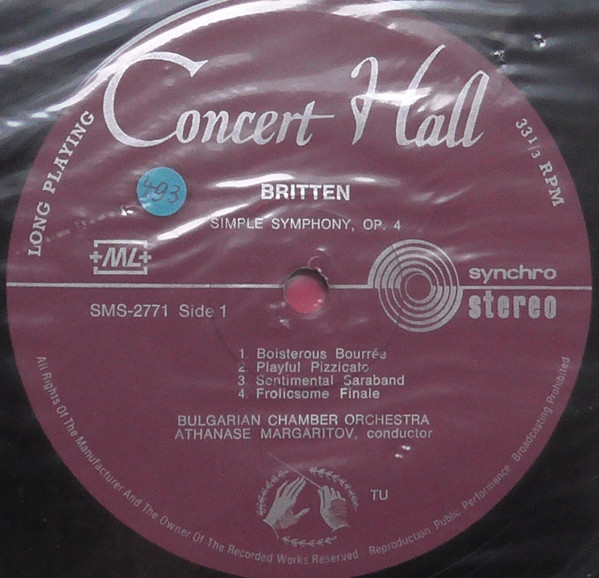 Concert Hall
LONG PLAYING
33 1/3 RPM
493
BRITTEN
SIMPLE SYMPHONY, OP. 4
ML
synchro
stereo
SMS-2771 Side 1
1 Boisterous Bourrée
2 Playful Pizzicato
3 Sentimental Saraband
4 Frolicsome Finale
BULGARIAN CHAMBER ORCHESTRA
ATHANASE MARGARITOV, conductor
TU
All Rights Of The Manufacturer And The Owner Of The Recorded Works Reserved. Reproduction Public Performance Broadcasting Prohibited